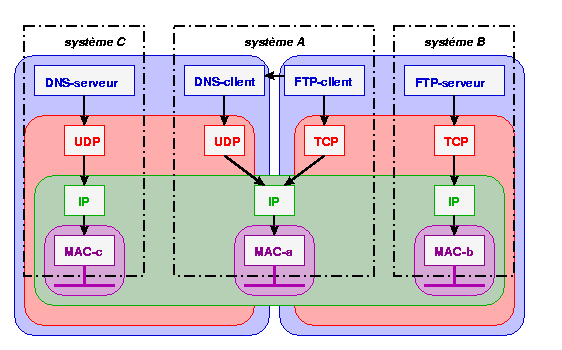 système C système A système B
DNS-serveur DNS-client FTP-client FTP-serveur
UDP UDP TCP TCP
IP IP IP
MAC-c MAC-a MAC-b